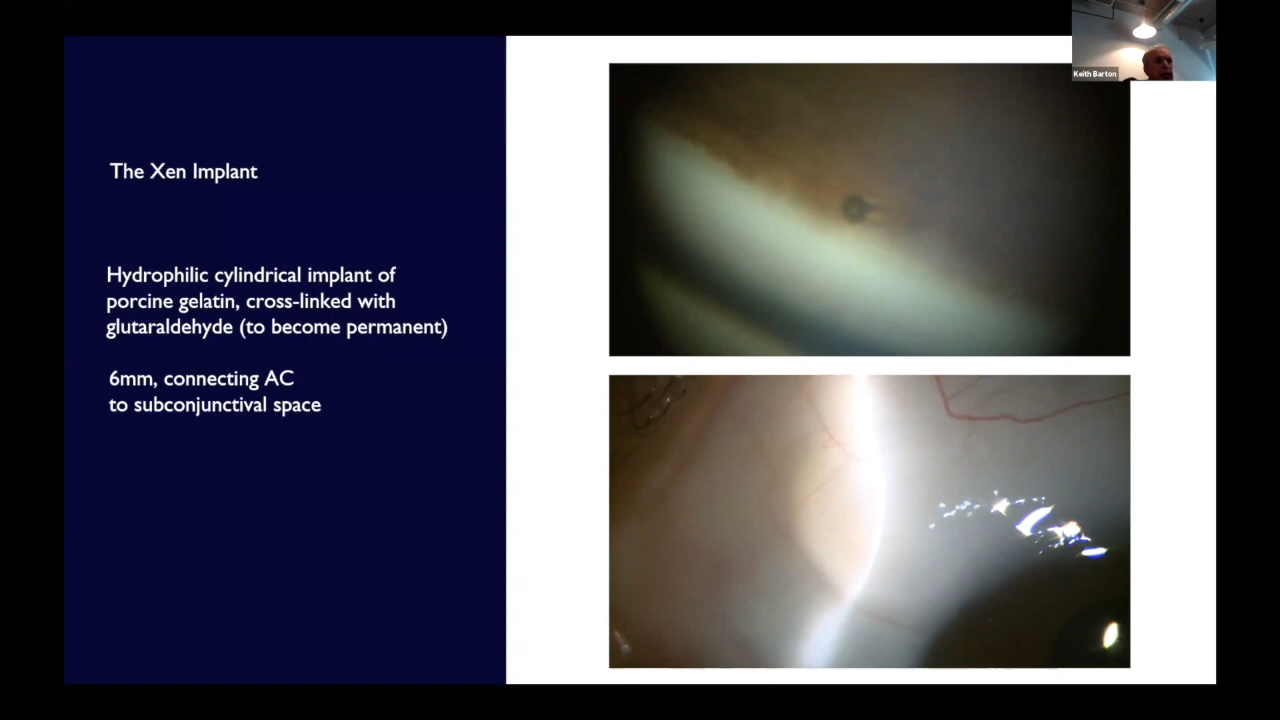 The Xen Implant
Hydrophilic cylindrical implant of
porcine gelatin, cross-linked with
glutaraldehyde (to become permanent)
6mm, connecting AC
to subconjunctival space
Keith Barton